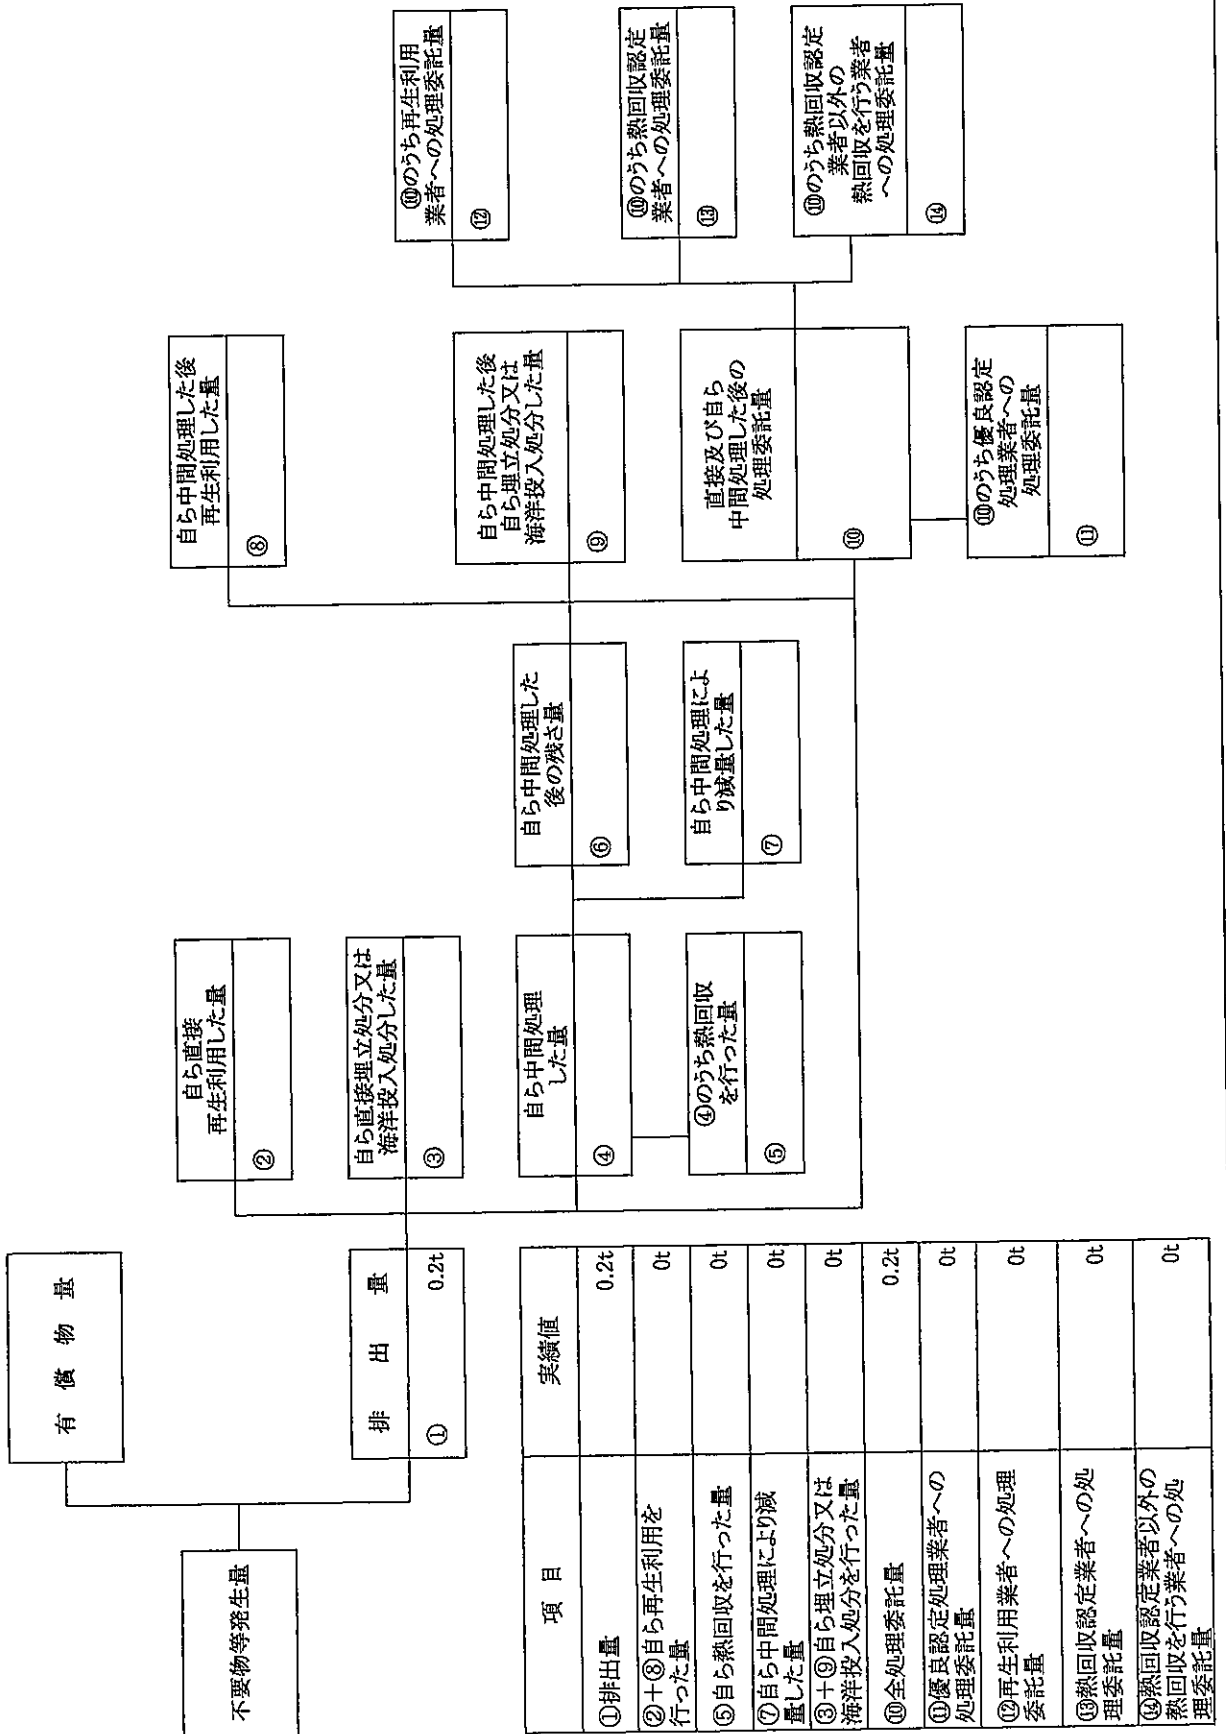 不要物等発生量
有償物量
排出量
① 0.2t
自ら直接
再生利用した量
②
自ら直接埋立処分又は
海洋投入処分した量
③
自ら中間処理
した量
④
④のうち熱回収
を行った量
⑤
自ら中間処理した
後の残さ量
⑥
自ら中間処理によ
り減量した量
⑦
自ら中間処理した後
再生利用した量
⑧
自ら中間処理した後
自ら埋立処分又は
海洋投入処分した量
⑨
直接及び自ら
中間処理した後の
処理委託量
⑩
⑩のうち優良認定
処理業者への
処理委託量
⑪
⑩のうち再生利用
業者への処理委託量
⑫
⑩のうち熱回収認定
業者への処理委託量
⑬
⑩のうち熱回収認定
業者以外の
熱回収を行う業者
への処理委託量
⑭
項目 実績値
①排出量 0.2t
②+⑧自ら再生利用を
行った量 0t
⑤自ら熱回収を行った量 0t
⑦自ら中間処理により減
量した量 0t
③+⑨自ら埋立処分又は
海洋投入処分を行った量 0t
⑩全処理委託量 0.2t
⑪優良認定処理業者への
処理委託量 0t
⑫再生利用業者への処理
委託量 0t
⑬熱回収認定業者への処
理委託量 0t
⑭熱回収認定業者以外の
熱回収を行う業者への処
理委託量 0t